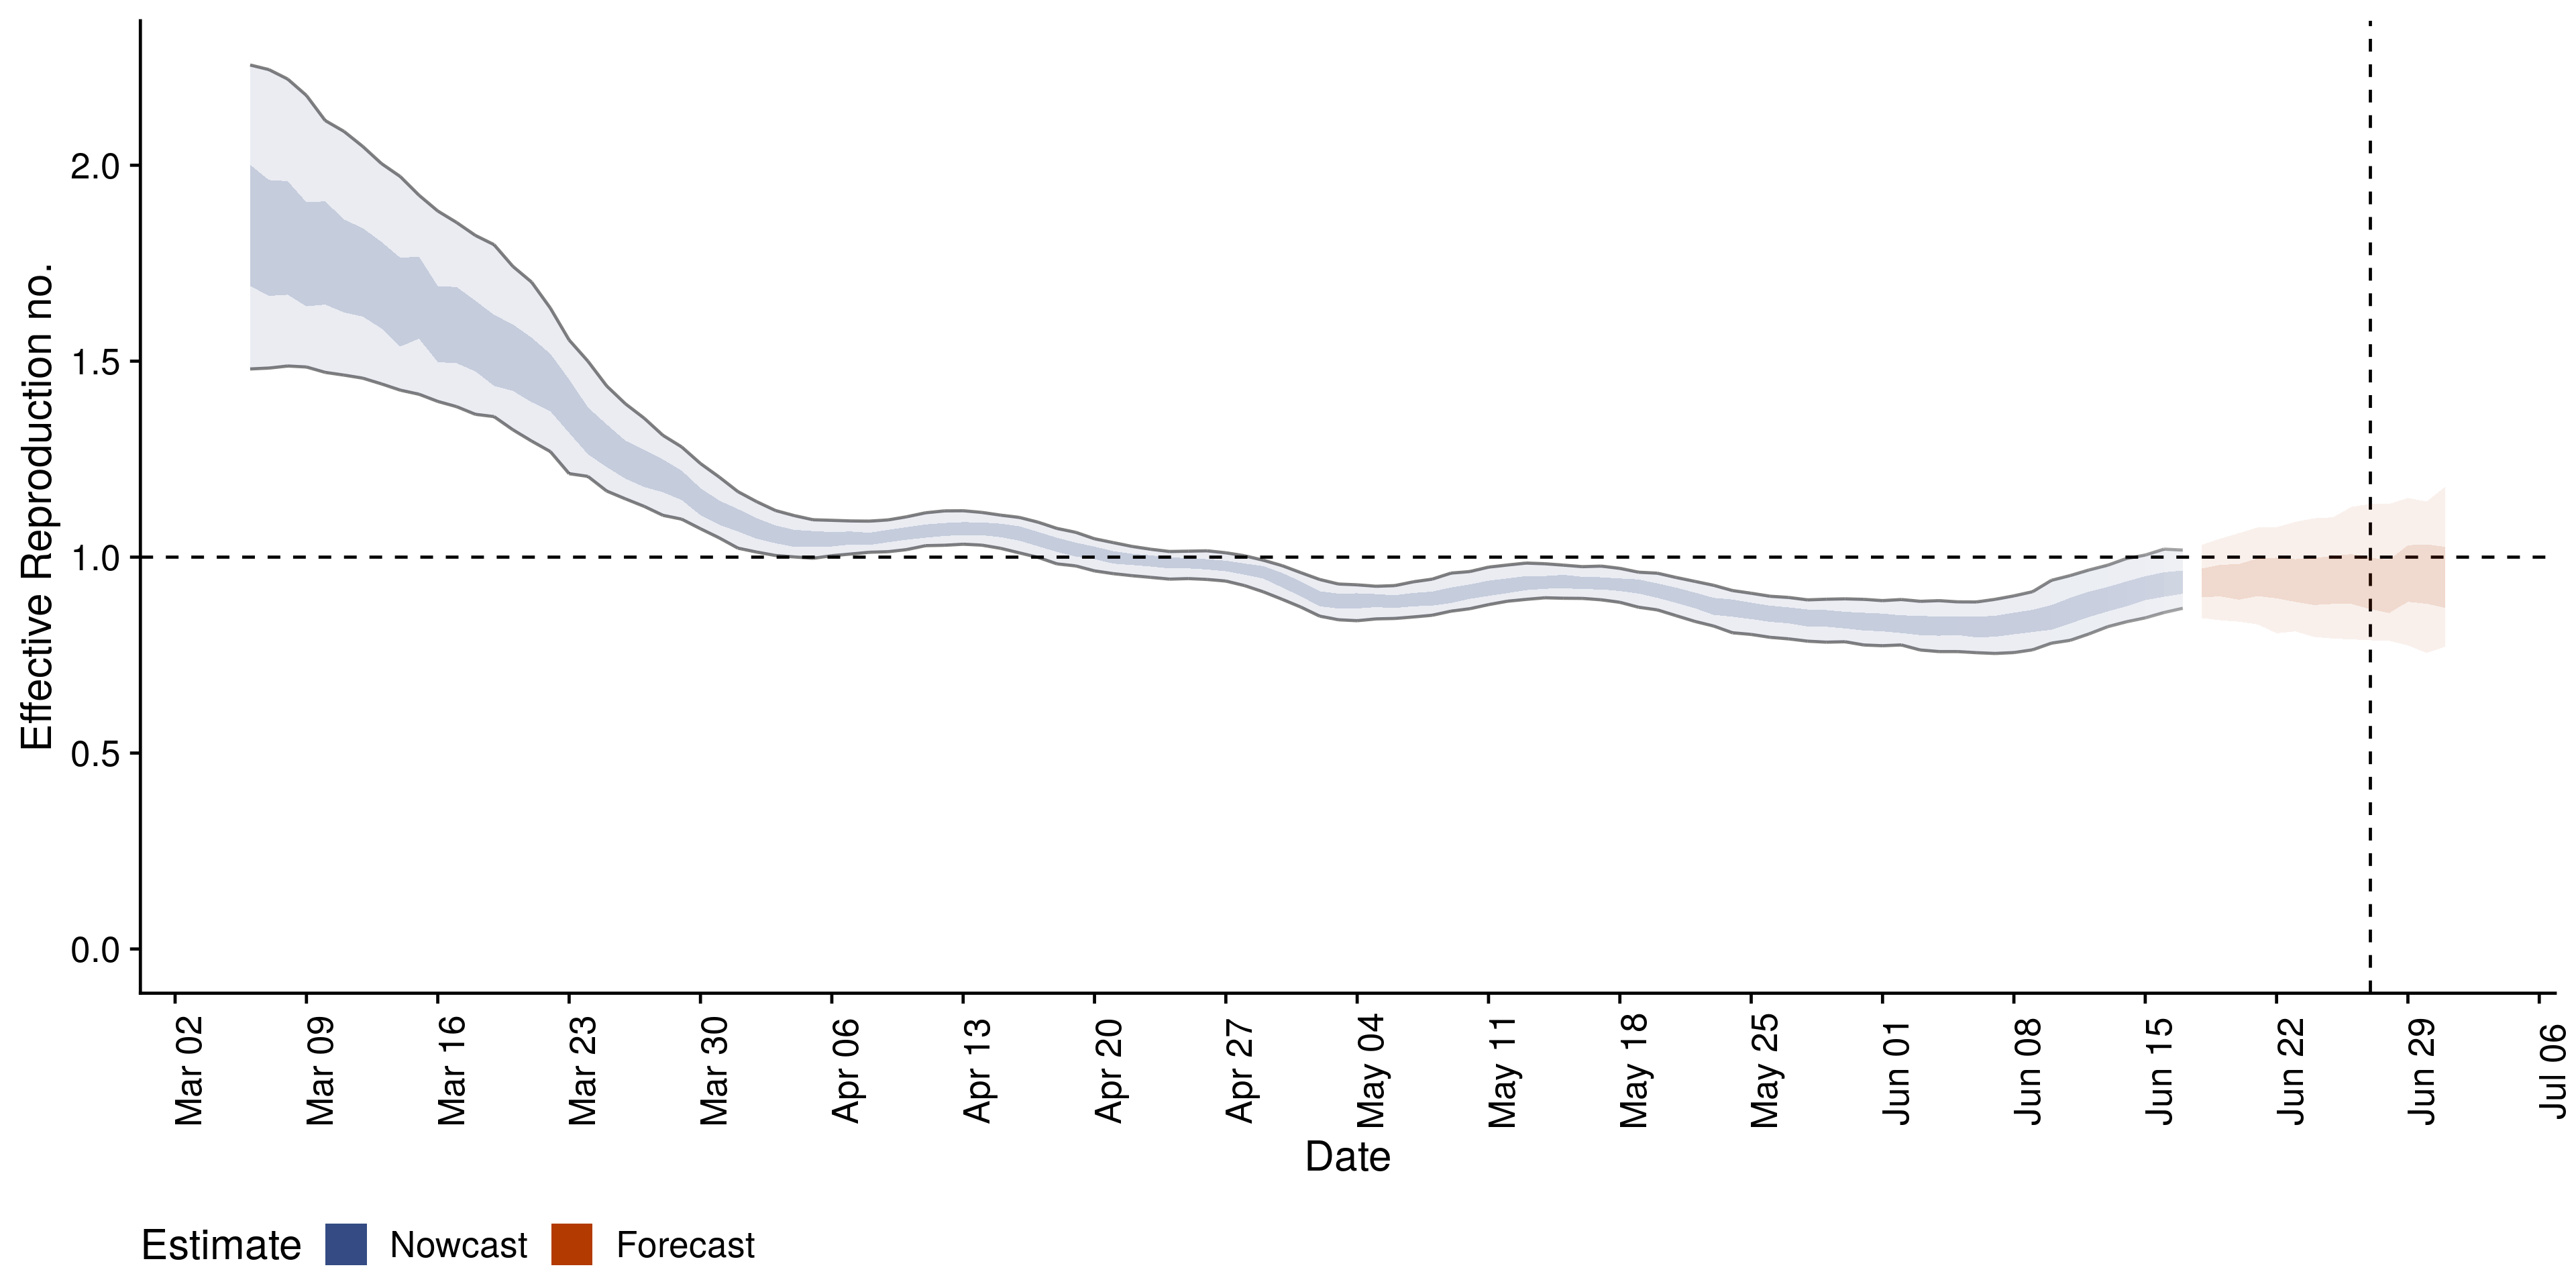 Effective Reproduction no.
2.0
1.5
1.0
0.5
0.0
Mar 02
Mar 09
Mar 16
Mar 23
Mar 30
Apr 06
Apr 13
Apr 20
Apr 27
May 04
May 11
May 18
May 25
Jun 01
Jun 08
Jun 15
Jun 22
Jun 29
Jul 06
Date
Estimate Nowcast Forecast